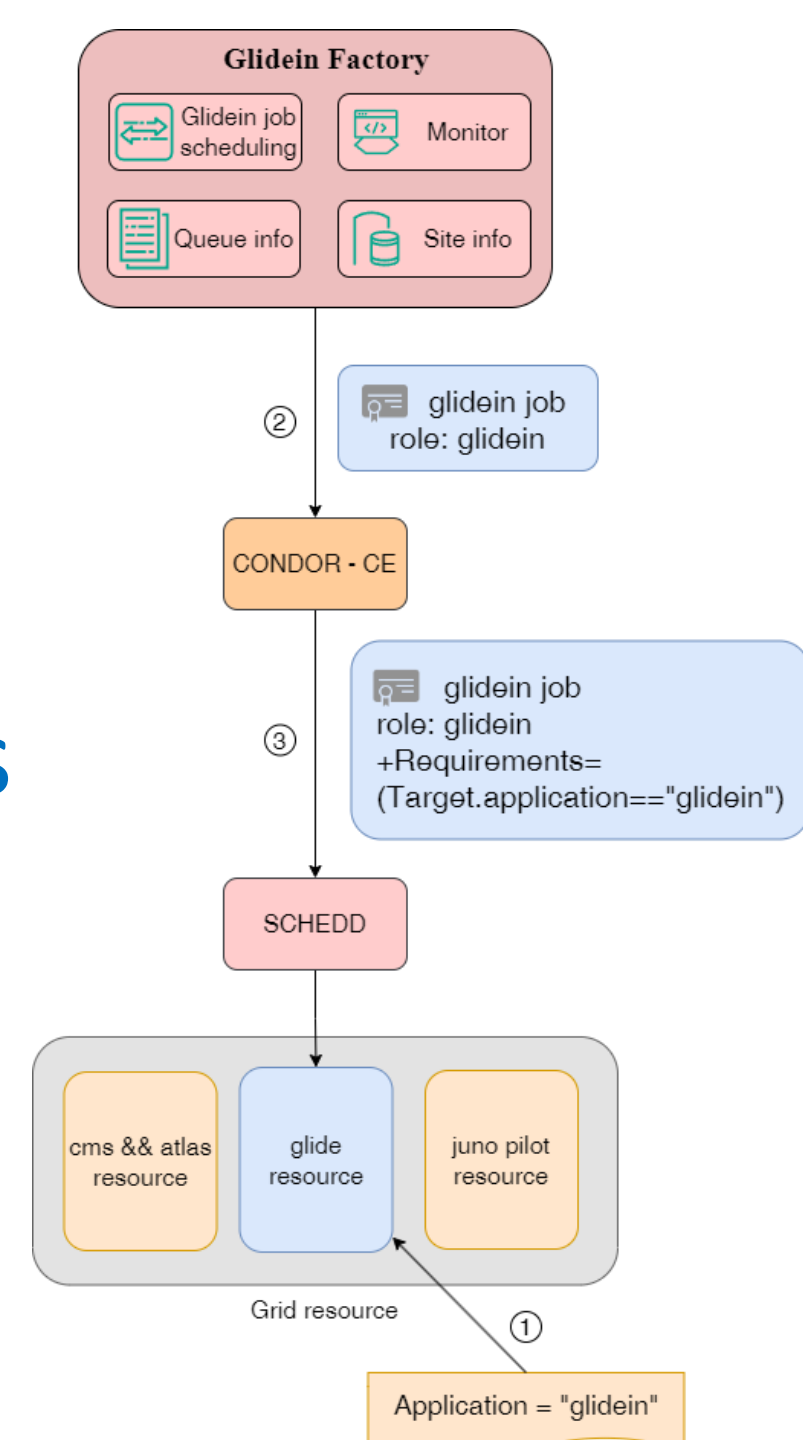 Glidein Factory
Glidein job
scheduling
Monitor
Queue info
Site info
②
glidein job
role: glidein
CONDOR - CE
③
glidein job
role: glidein
+Requirements=
(Target.application=="glidein")
s
SCHEDD
cms && atlas
resource
glide
resource
juno pilot
resource
Grid resource
①
Application = "glidein"